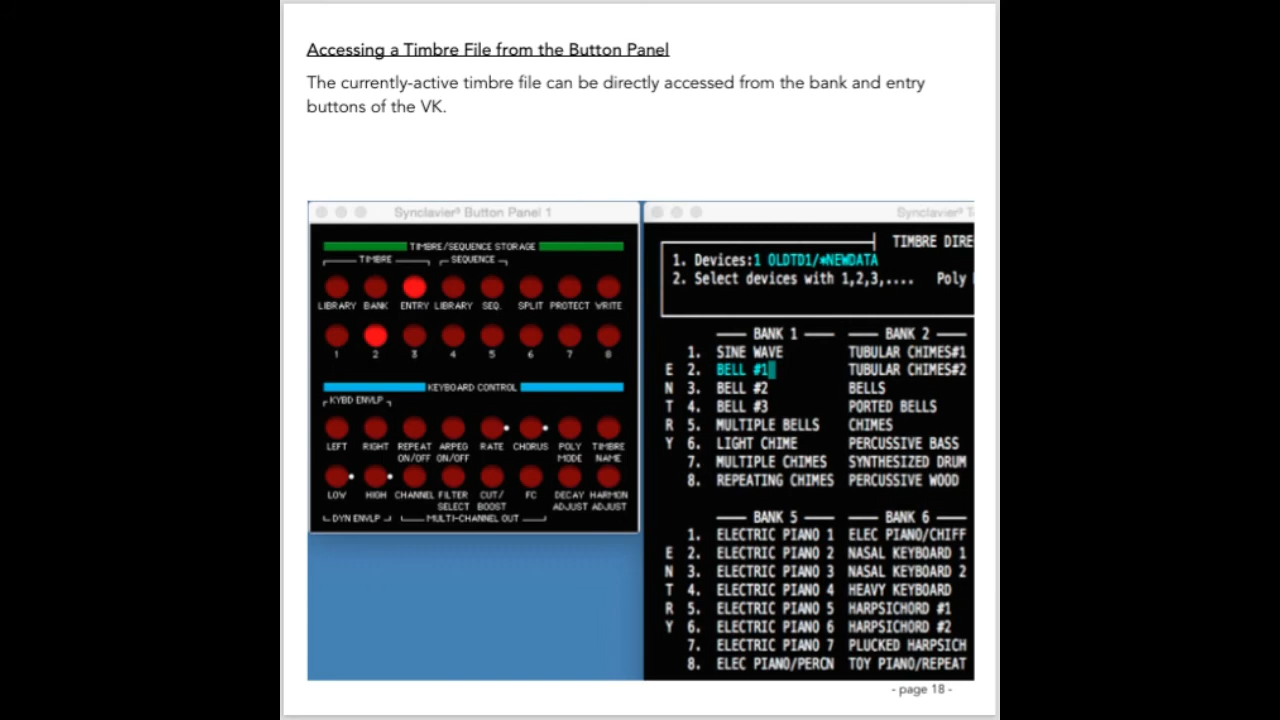 Accessing a Timbre File from the Button Panel
The currently-active timbre file can be directly accessed from the bank and entry
buttons of the VK.
Synclavier³ Button Panel 1
TIMBRE/SEQUENCE STORAGE
TIMBRE SEQUENCE
LIBRARY BANK ENTRY LIBRARY SEQ. SPLIT PROTECT WRITE
1 2 3 4 5 6 7 8
KEYBOARD CONTROL
KYBD ENVLP
LEFT RIGHT REPEAT ARPEG RATE CHORUS POLY TIMBRE
ON/OFF ON/OFF MODE NAME
LOW HIGH CHANNEL FILTER CUT/ FC DECAY HARMON
SELECT BOOST ADJUST ADJUST
DYN ENVLP MULTI-CHANNEL OUT
Synclavier³ T
TIMBRE DIRE
1. Devices:1 OLDTD1/*NEWDATA
2. Select devices with 1,2,3,.... Poly
BANK 1 BANK 2
1. SINE WAVE TUBULAR CHIMES#1
E 2. BELL #1 TUBULAR CHIMES#2
N 3. BELL #2 BELLS
T 4. BELL #3 PORTED BELLS
R 5. MULTIPLE BELLS CHIMES
Y 6. LIGHT CHIME PERCUSSIVE BASS
7. MULTIPLE CHIMES SYNTHESIZED DRUM
8. REPEATING CHIMES PERCUSSIVE WOOD
BANK 5 BANK 6
1. ELECTRIC PIANO 1 ELEC PIANO/CHIFF
E 2. ELECTRIC PIANO 2 NASAL KEYBOARD 1
N 3. ELECTRIC PIANO 3 NASAL KEYBOARD 2
T 4. ELECTRIC PIANO 4 HEAVY KEYBOARD
R 5. ELECTRIC PIANO 5 HARPSICHORD #1
Y 6. ELECTRIC PIANO 6 HARPSICHORD #2
7. ELECTRIC PIANO 7 PLUCKED HARPSICH
8. ELEC PIANO/PERCN TOY PIANO/REPEAT
- page 18 -